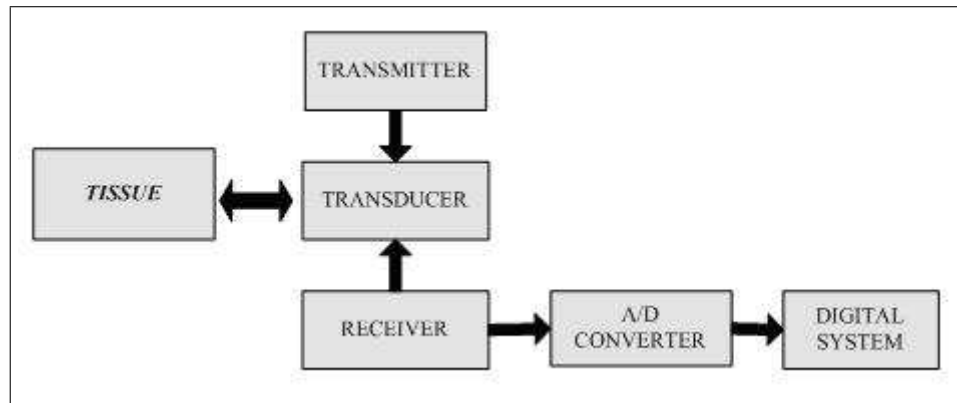 TRANSMITTER
TISSUE
TRANSDUCER
RECEIVER
A/D
CONVERTER
DIGITAL
SYSTEM